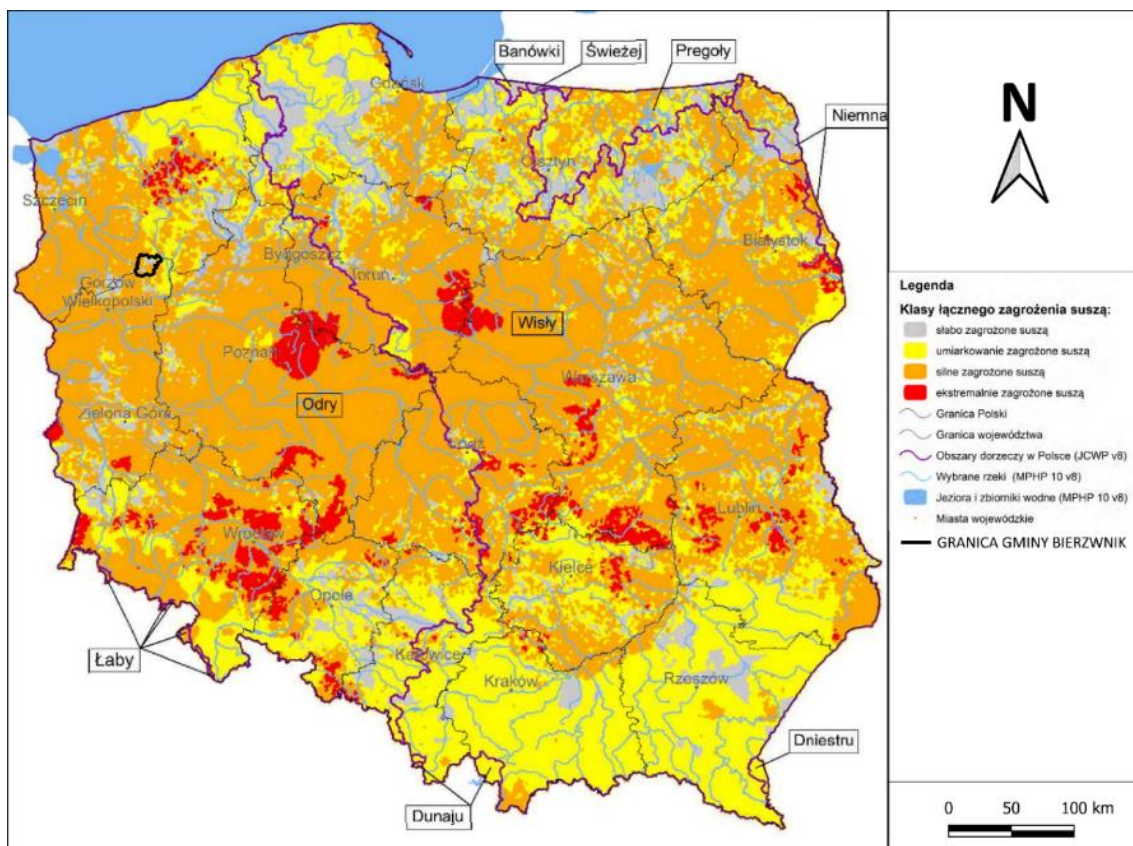 Banówki
Świeżej
Pregoły
Niemna
Gdańsk
Olsztyn
Szczecin
Białystok
Bydgoszcz
Toruń
Gorzów
Wielkopolski
Wisły
Poznań
Warszawa
Odry
Zielona Góra
Łódź
Wrocław
Lublin
Kielce
Opole
Łaby
Katowice
Kraków
Rzeszów
Dniestru
Dunaju
N
Legenda
Klasy łącznego zagrożenia suszą:
słabo zagrożone suszą
umiarkowanie zagrożone suszą
silne zagrożone suszą
ekstremalnie zagrożone suszą
Granica Polski
Granica województwa
Obszary dorzeczy w Polsce (JCWP v8)
Wybrane rzeki (MPHP 10 v8)
Jeziora i zbiorniki wodne (MPHP 10 v8)
Miasta wojewódzkie
GRANICA GMINY BIERZWNIK
0 50 100 km